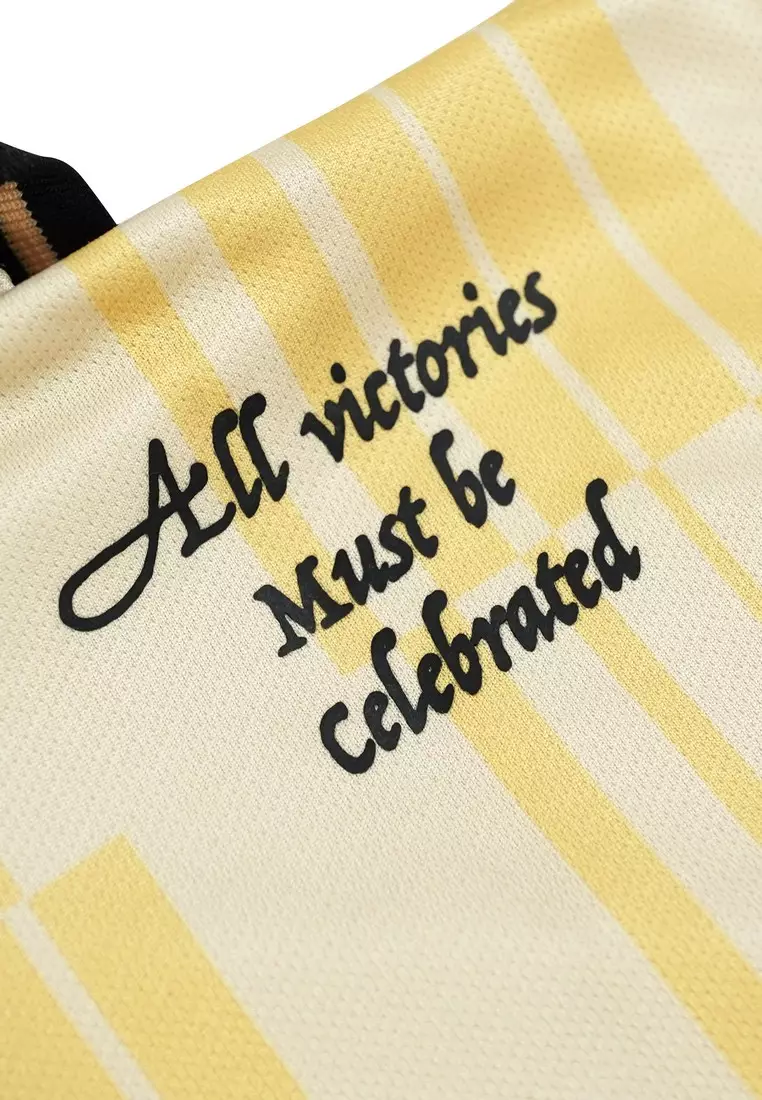 All victories
Must be
celebrated